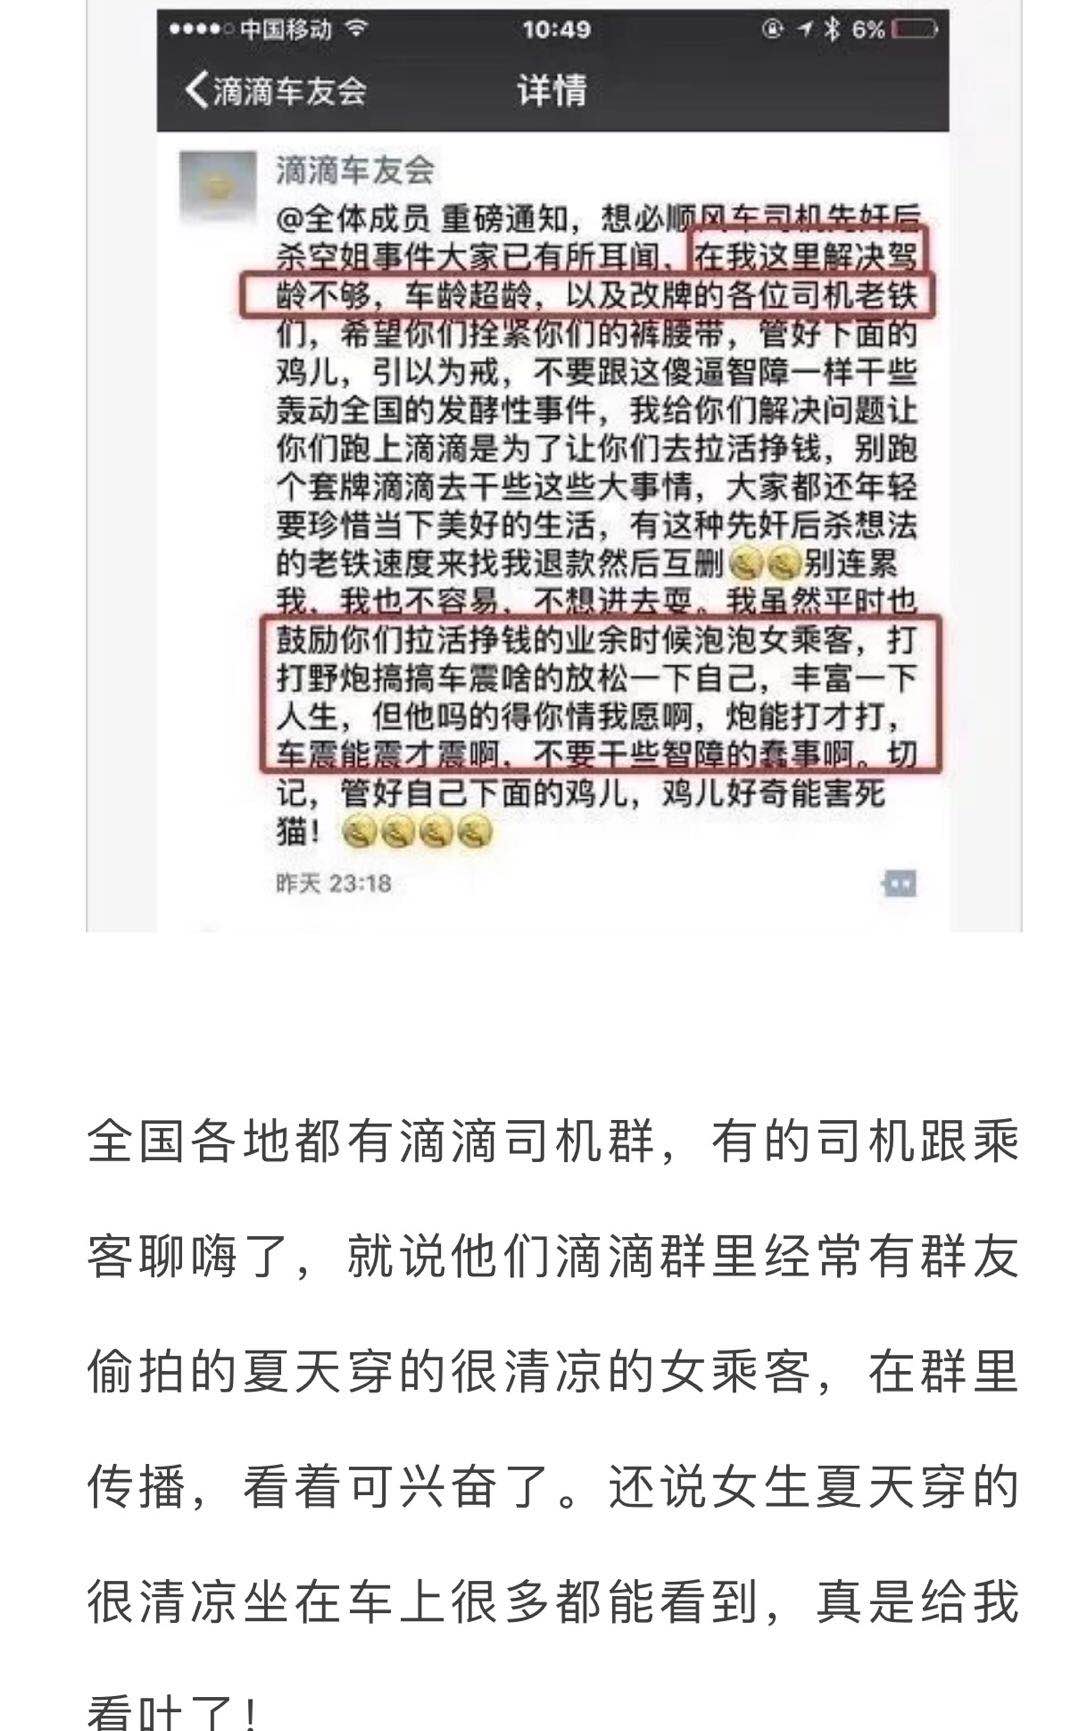 中国移动 10:49 6%
滴滴车友会 详情
滴滴车友会
@全体成员 重磅通知，想必顺风车司机先奸后
杀空姐事件大家已有所耳闻，在我这里解决驾
龄不够，车龄超龄，以及改牌的各位司机老铁
们，希望你们拴紧你们的裤腰带，管好下面的
鸡儿，引以为戒，不要跟这傻逼智障一样干些
轰动全国的发酵性事件，我给你们解决问题让
你们跑上滴滴是为了让你们去拉活挣钱，别跑
个套牌滴滴去干些这些大事情，大家都还年轻
要珍惜当下美好的生活，有这种先奸后杀想法
的老铁速度来找我退款然后互删别连累
我，我也不容易，不想进去耍。我虽然平时也
鼓励你们拉活挣钱的业余时候泡泡女乘客，打
打野炮搞搞车震啥的放松一下自己，丰富一下
人生，但他吗的得你情我愿啊，炮能打才打，
车震能震才震啊，不要干些智障的蠢事啊。切
记，管好自己下面的鸡儿，鸡儿好奇能害死
猫！
昨天 23:18
全国各地都有滴滴司机群，有的司机跟乘
客聊嗨了，就说他们滴滴群里经常有群友
偷拍的夏天穿的很清凉的女乘客，在群里
传播，看着可兴奋了。还说女生夏天穿的
很清凉坐在车上很多都能看到，真是给我
看叶了！